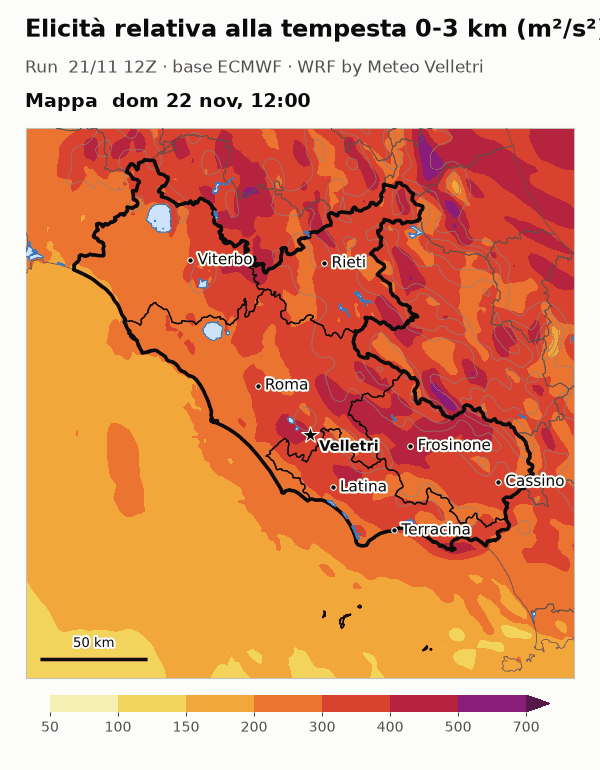 Elicità relativa alla tempesta 0-3 km (m²/s²)
Run 21/11 12Z · base ECMWF · WRF by Meteo Velletri
Mappa dom 22 nov, 12:00
Viterbo
Rieti
Roma
Velletri
Frosinone
Cassino
Latina
Terracina
50 km
50 100 150 200 300 400 500 700